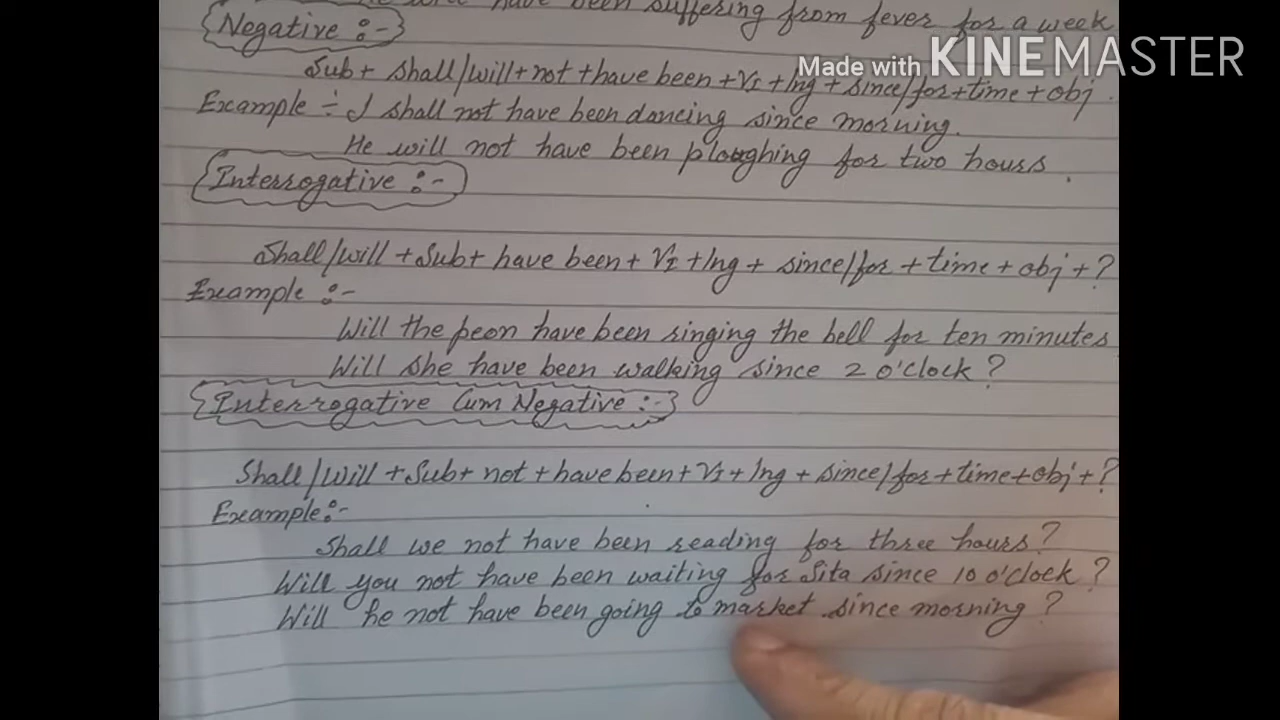 have been suffering from fever for a week
Negative :-
Made with KINEMASTER
Sub + shall/will + not + have been + V1 + Ing + since/for + time + obj.
Example ÷ I shall not have been dancing since morning.
He will not have been ploughing for two hours.
Interrogative :-
Shall/will + Sub + have been + VI + Ing + since/for + time + obj + ?
Example :-
Will the peon have been ringing the bell for ten minutes
Will she have been walking since 2 o'clock ?
Interrogative Cum Negative :-
Shall/Will + Sub + not + have been + V1 + Ing + since/for + time + obj + ?
Example :-
Shall we not have been reading for three hours ?
Will you not have been waiting for Sita since 10 o'clock ?
Will he not have been going to market since morning ?